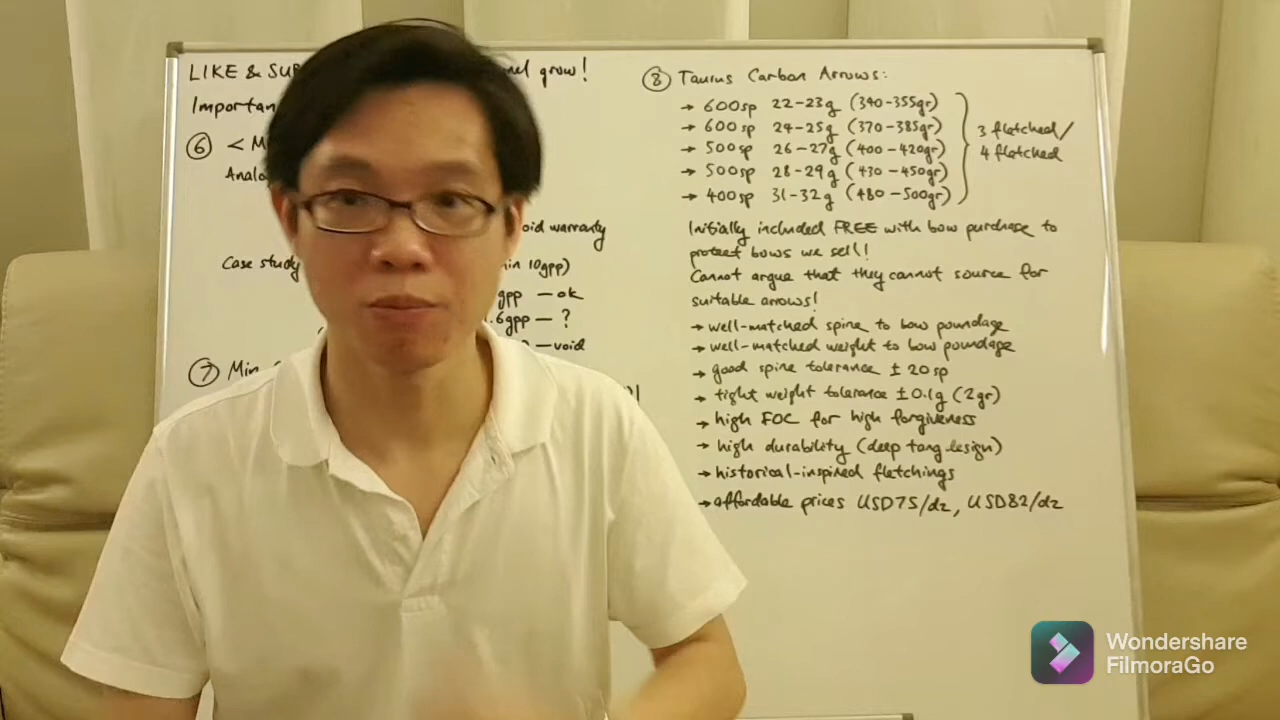 LIKE & SU
grow!
Importan
⑥ < M
Analo
oid warranty
Case study
in 10gpp)
gpp — ok
.6gpp — ?
— void
⑦ Min
⑧ Taurus Carbon Arrows:
→ 600sp 22-23g (340-355gr)
→ 600sp 24-25g (370-385gr)
→ 500sp 26-27g (400-420gr)
→ 500sp 28-29g (430-450gr)
→ 400sp 31-32g (480-500gr)
3 fletched/
4 fletched
Initially included FREE with bow purchase to
protect bows we sell!
Cannot argue that they cannot source for
suitable arrows!
→ well-matched spine to bow poundage
→ well-matched weight to bow poundage
→ good spine tolerance ± 20 sp
→ tight weight tolerance ± 0.1g (2gr)
→ high FOC for high forgiveness
→ high durability (deep tang design)
→ historical-inspired fletchings
→ affordable prices USD75/dz, USD82/dz
Wondershare
FilmoraGo